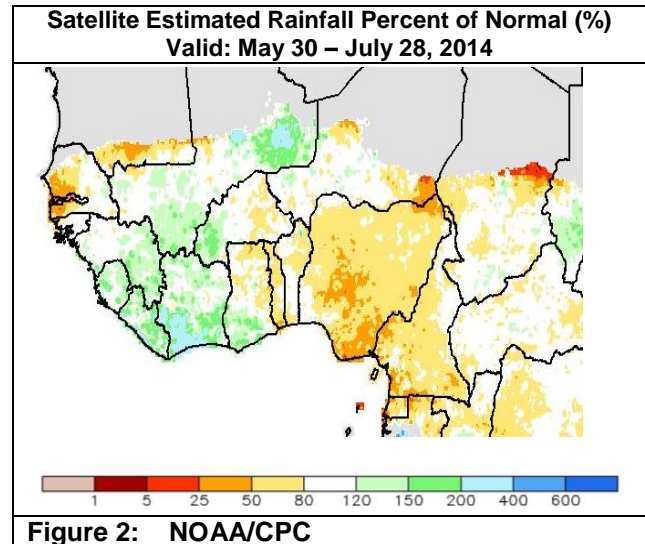 Satellite Estimated Rainfall Percent of Normal (%)
Valid: May 30 – July 28, 2014
1 5 25 50 80 120 150 200 400 600
Figure 2: NOAA/CPC